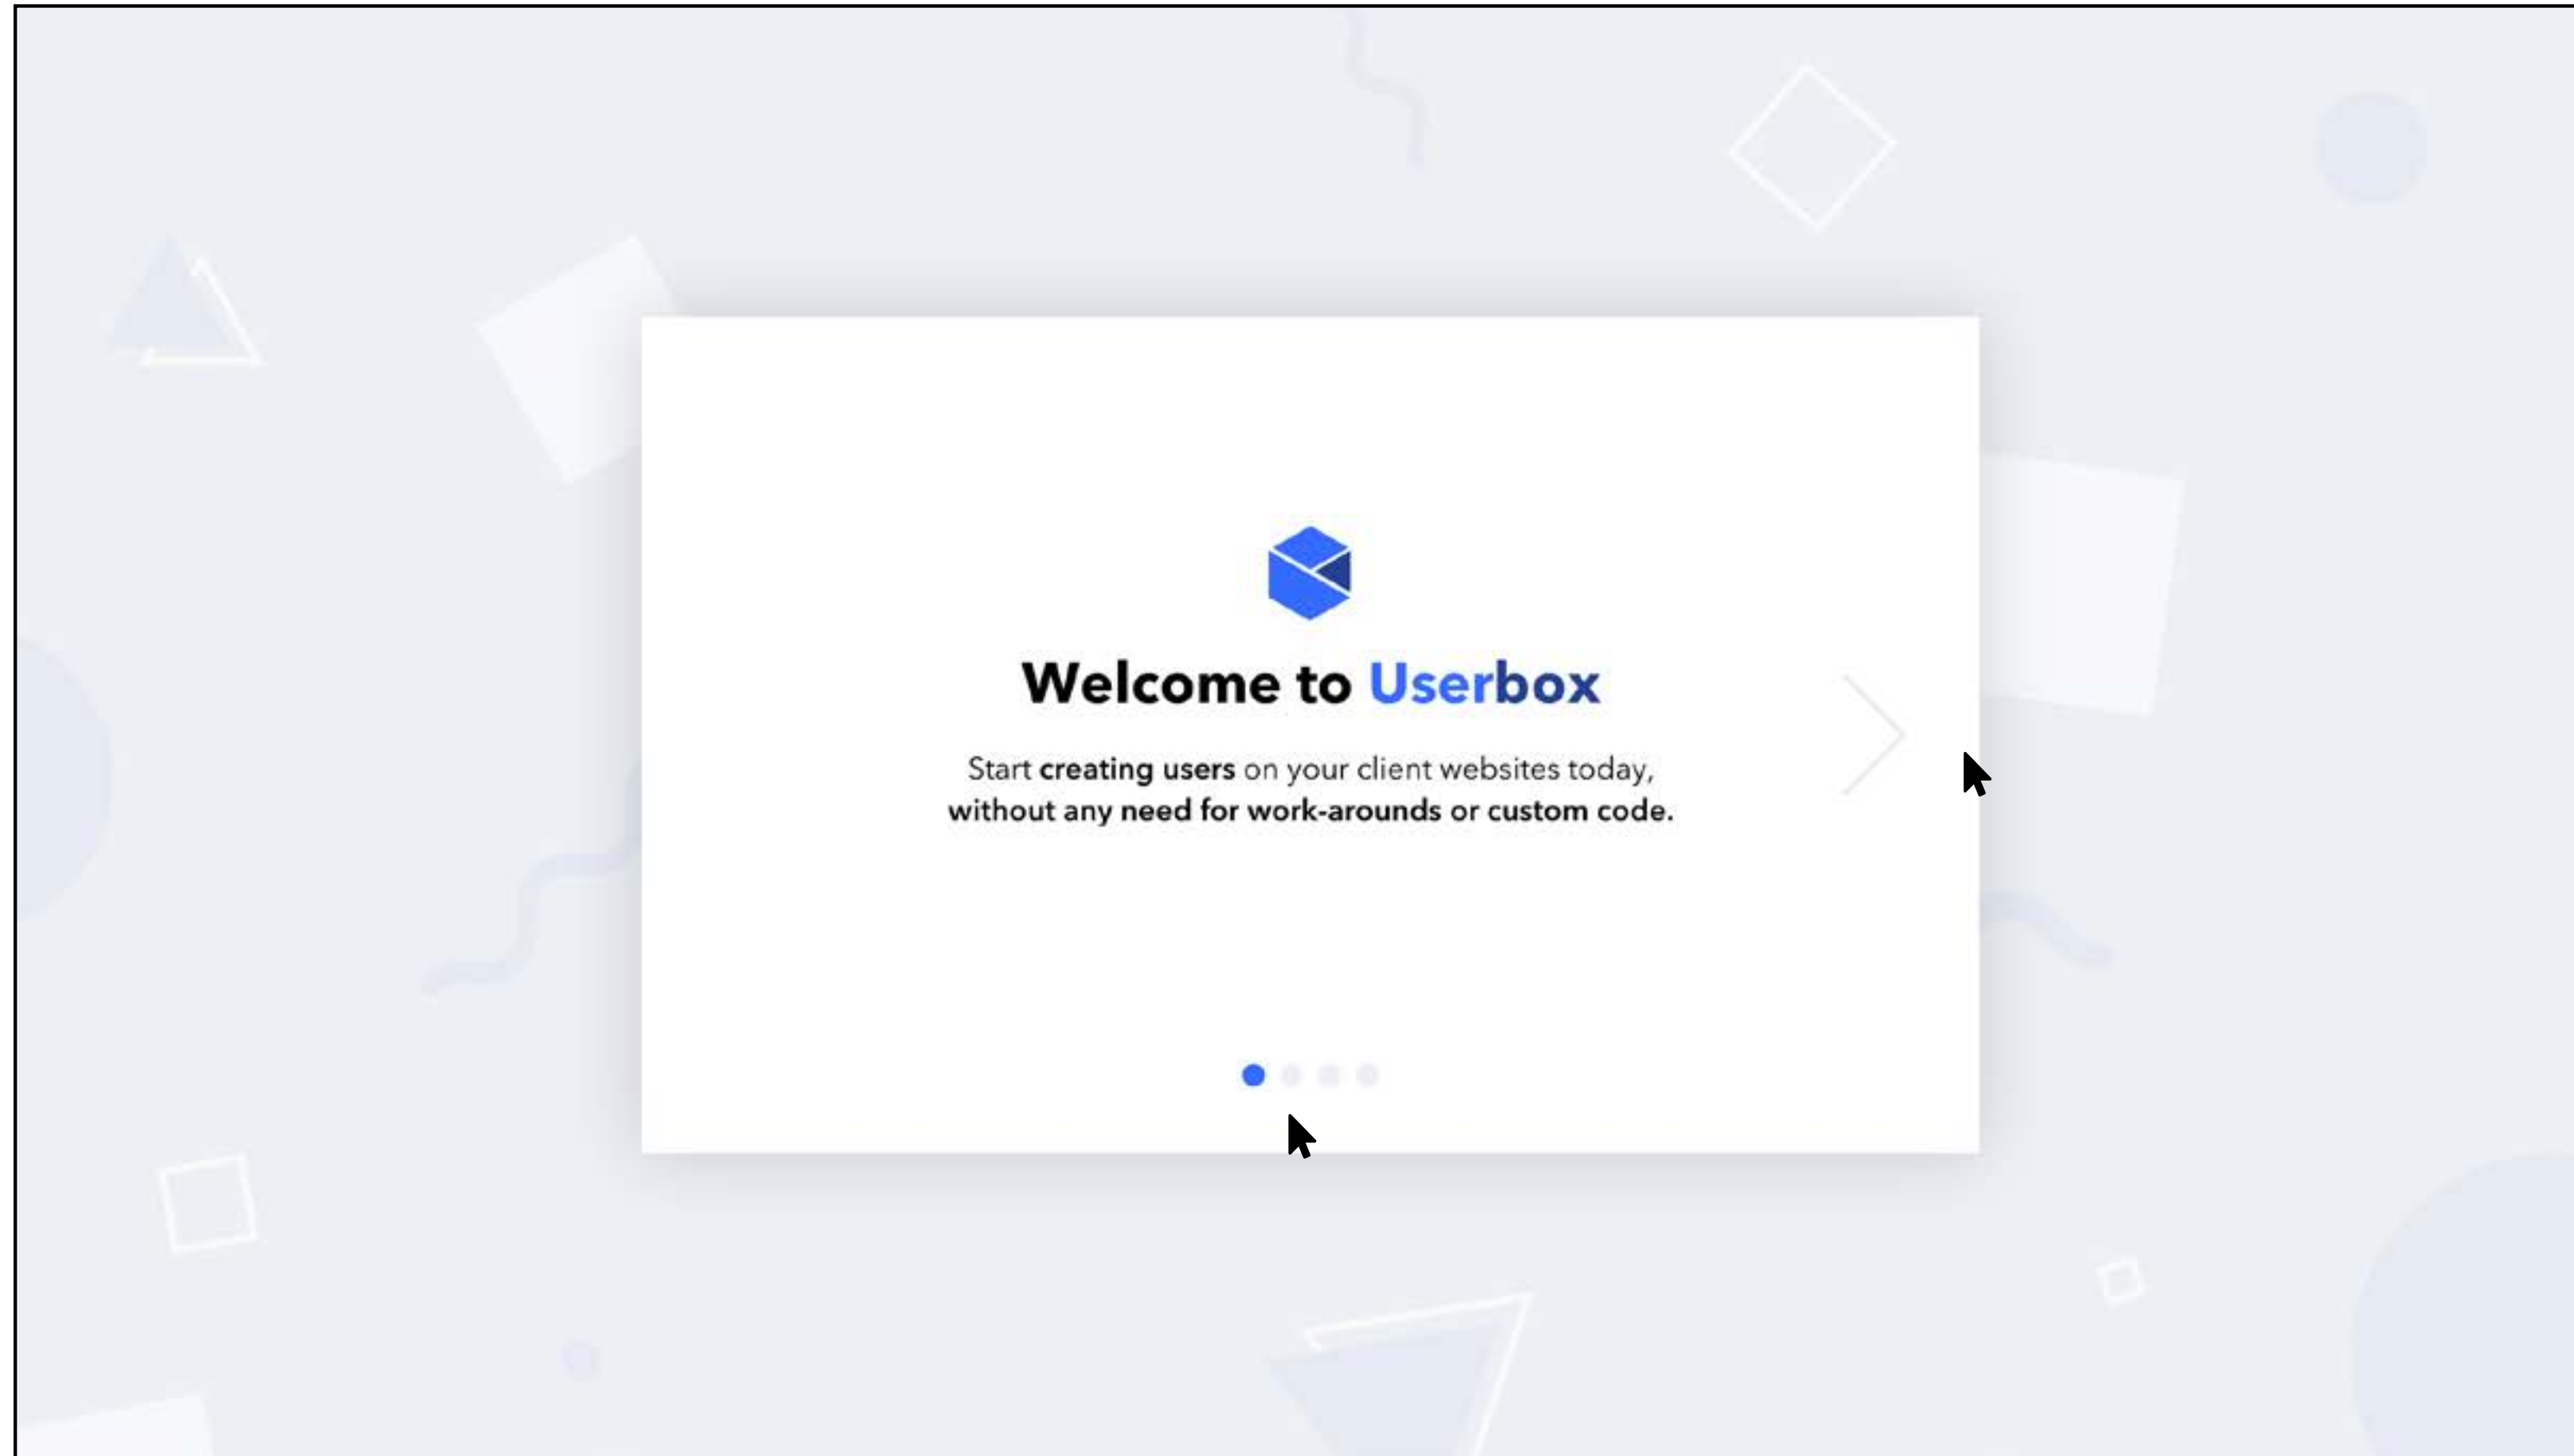 Welcome to Userbox
Start creating users on your client websites today,
without any need for work-arounds or custom code.